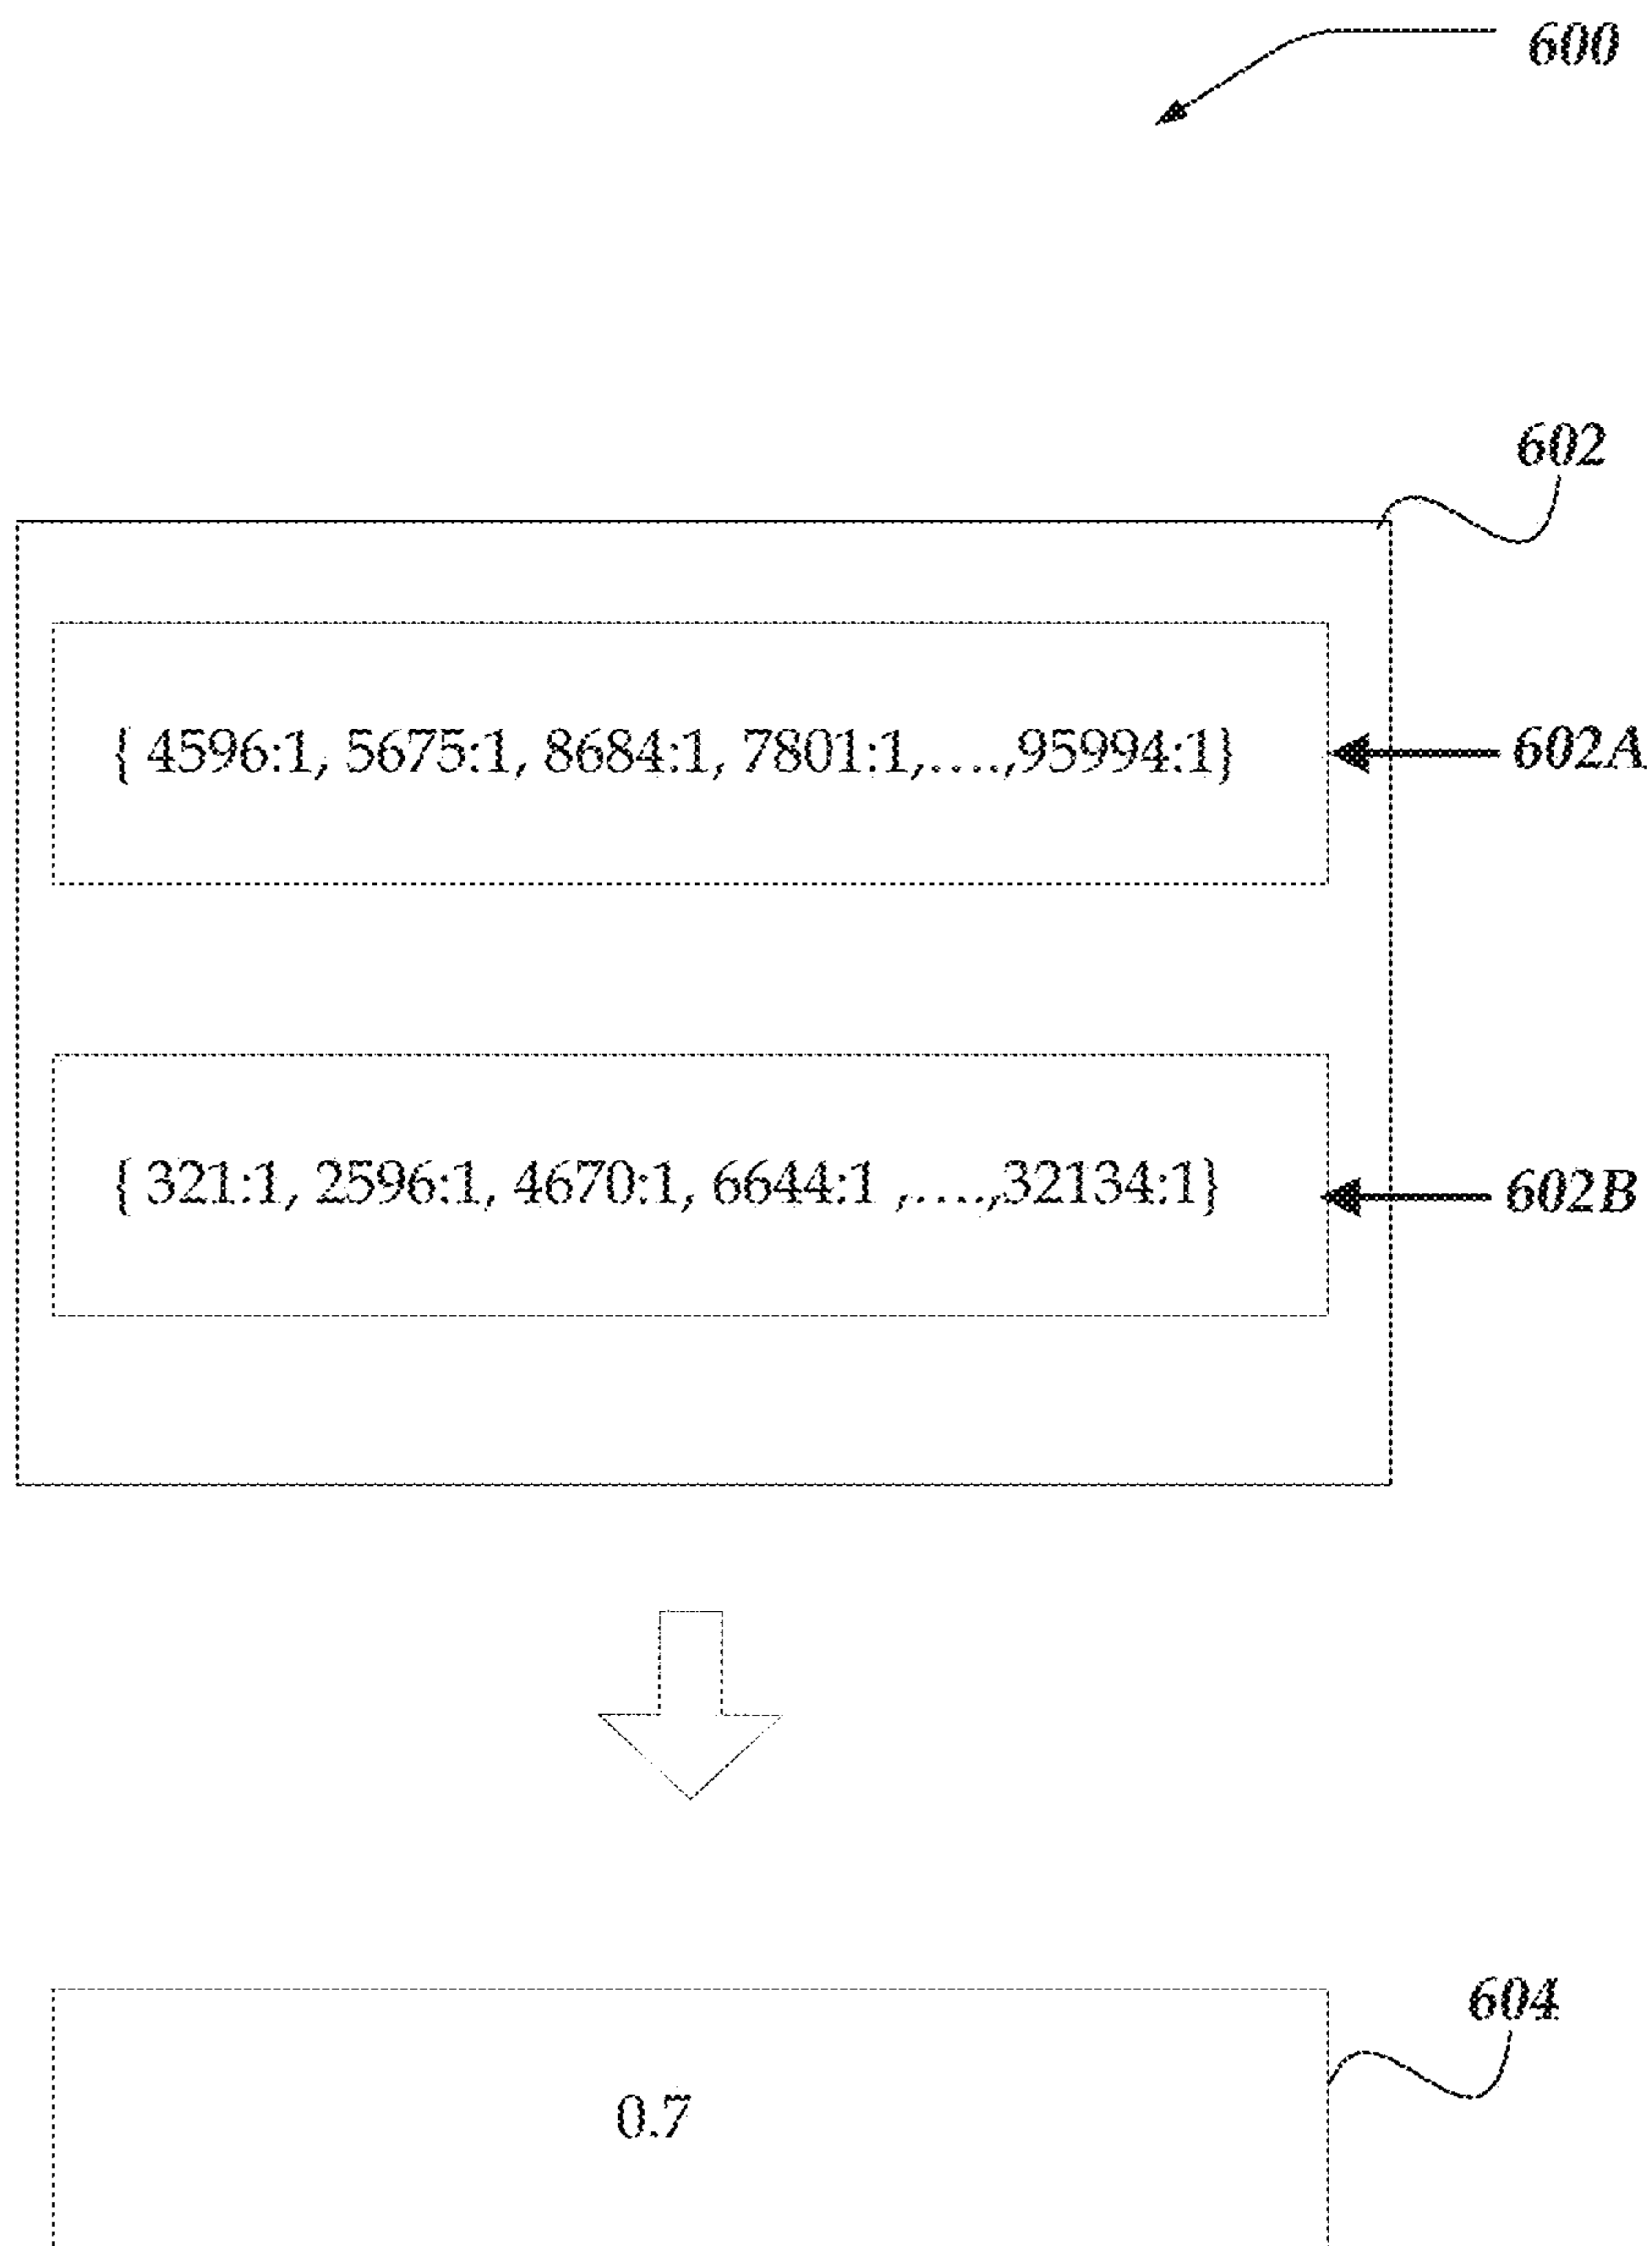 600
602
{ 4596:1, 5675:1, 8684:1, 7801:1,....,95994:1}
602A
{ 321:1, 2596:1, 4670:1, 6644:1 ,....,32134:1}
602B
604
0.7